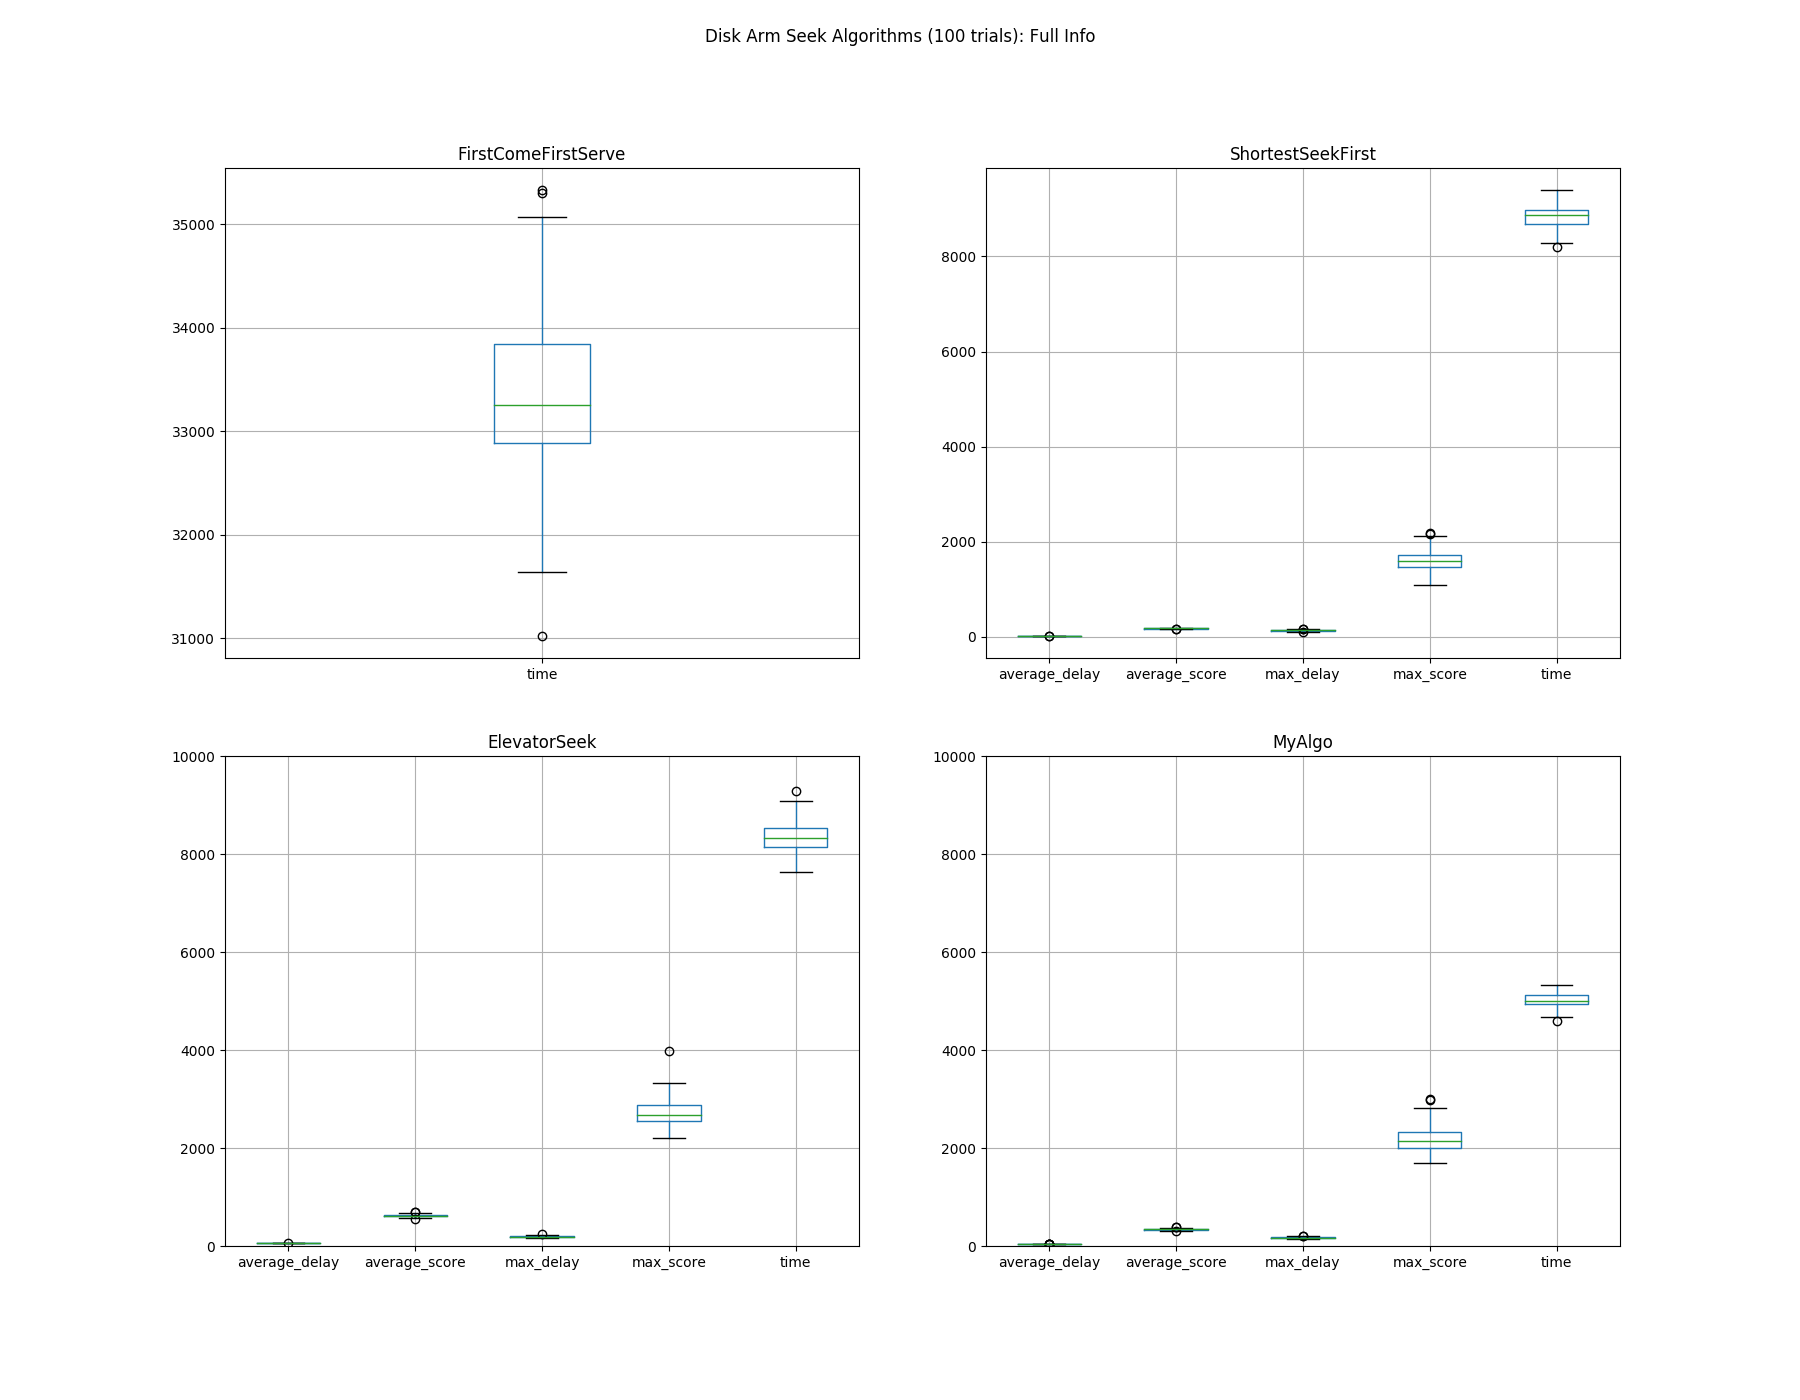 Disk Arm Seek Algorithms (100 trials): Full Info
FirstComeFirstServe
35000
34000
33000
32000
31000
time
ShortestSeekFirst
8000
6000
4000
2000
0
average_delay average_score max_delay max_score time
ElevatorSeek
10000
8000
6000
4000
2000
0
average_delay average_score max_delay max_score time
MyAlgo
10000
8000
6000
4000
2000
0
average_delay average_score max_delay max_score time